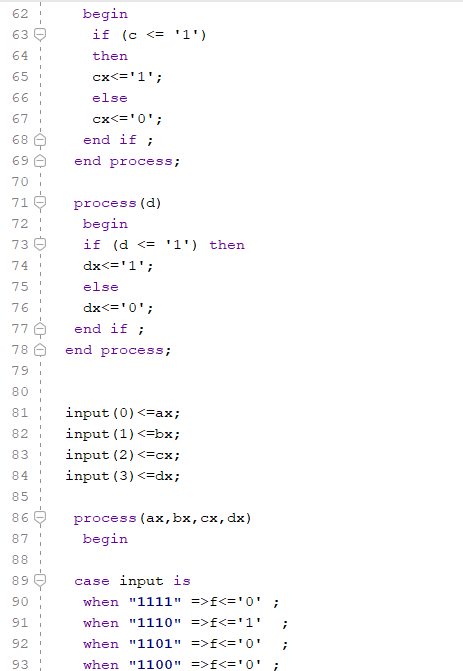 62 begin
63 if (c <= '1')
64 then
65 cx<='1';
66 else
67 cx<='0';
68 end if ;
69 end process;
70
71 process(d)
72 begin
73 if (d <= '1') then
74 dx<='1';
75 else
76 dx<='0';
77 end if ;
78 end process;
79
80
81 input(0)<=ax;
82 input(1)<=bx;
83 input(2)<=cx;
84 input(3)<=dx;
85
86 process(ax,bx,cx,dx)
87 begin
88
89 case input is
90 when "1111" =>f<='0' ;
91 when "1110" =>f<='1'  ;
92 when "1101" =>f<='0'  ;
93 when "1100" =>f<='0' ;